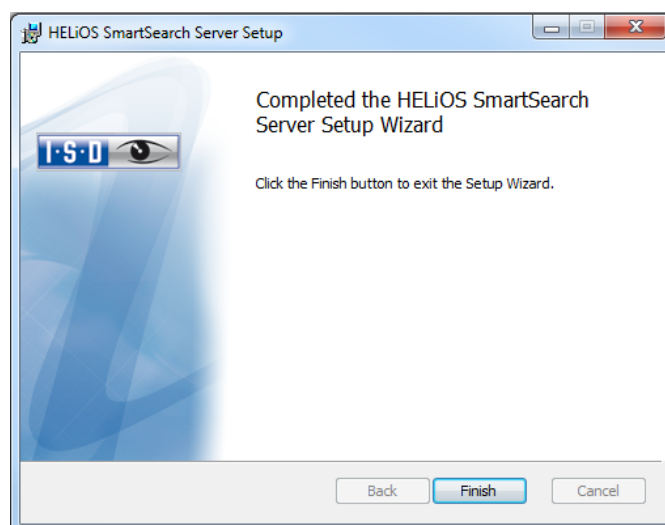 HELiOS SmartSearch Server Setup
I·S·D
Completed the HELiOS SmartSearch
Server Setup Wizard
Click the Finish button to exit the Setup Wizard.
Back
Finish
Cancel